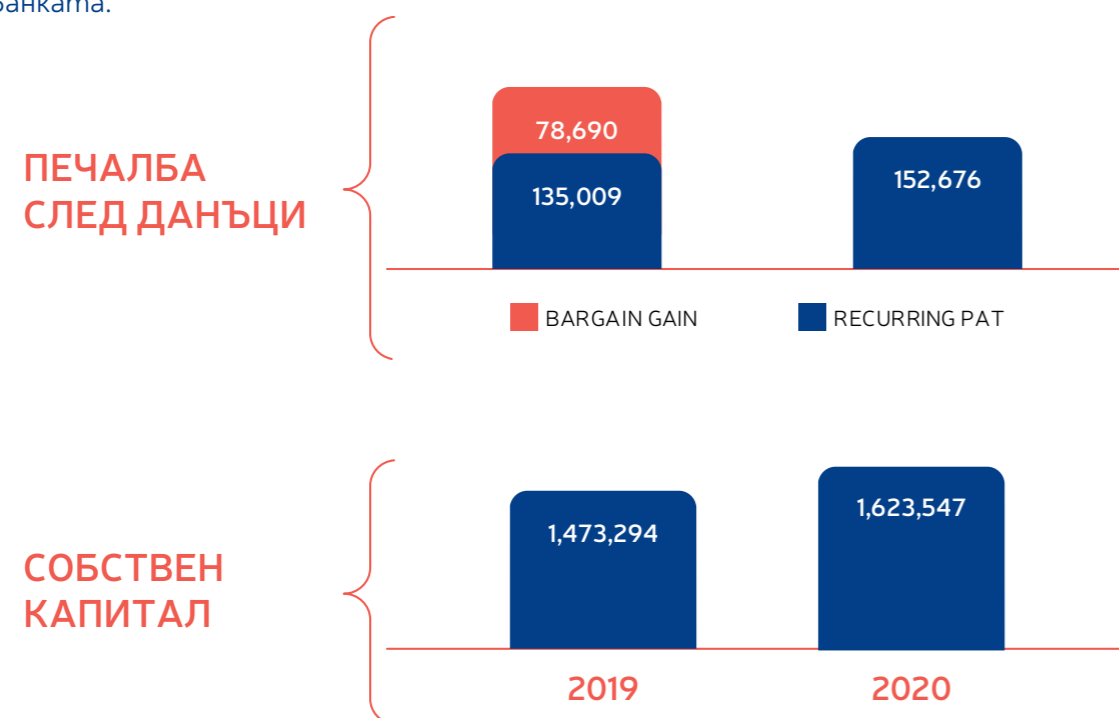 банката.
ПЕЧАЛБА
СЛЕД ДАНЪЦИ
78,690
135,009
152,676
BARGAIN GAIN
RECURRING PAT
СОБСТВЕН
КАПИТАЛ
1,473,294
1,623,547
2019
2020